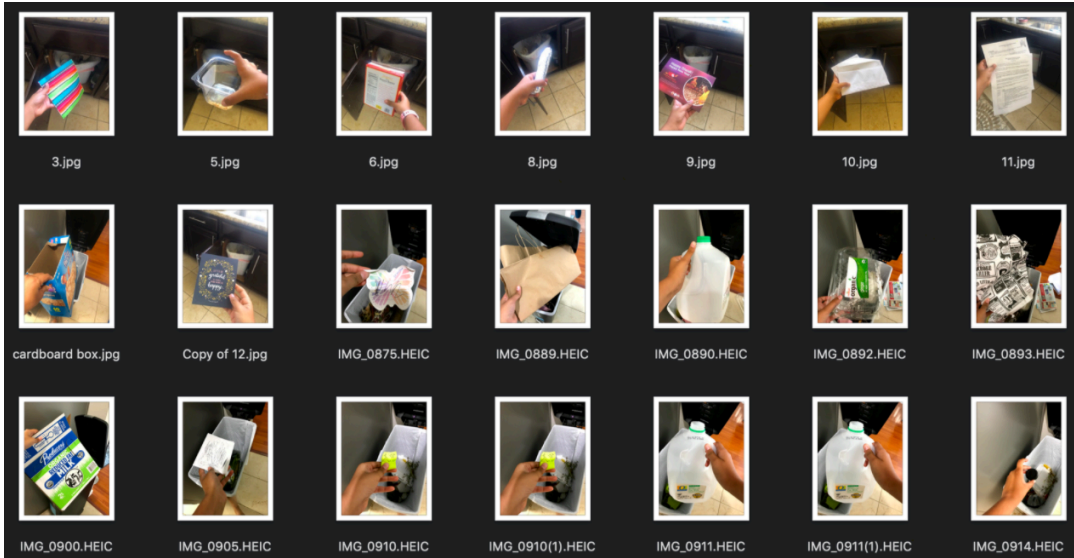 3.jpg
5.jpg
6.jpg
8.jpg
9.jpg
10.jpg
11.jpg
cardboard box.jpg
Copy of 12.jpg
IMG_0875.HEIC
IMG_0889.HEIC
IMG_0890.HEIC
IMG_0892.HEIC
IMG_0893.HEIC
ORGANIC
MILK
IMG_0900.HEIC
IMG_0905.HEIC
IMG_0910.HEIC
IMG_0910(1).HEIC
IMG_0911.HEIC
IMG_0911(1).HEIC
IMG_0914.HEIC